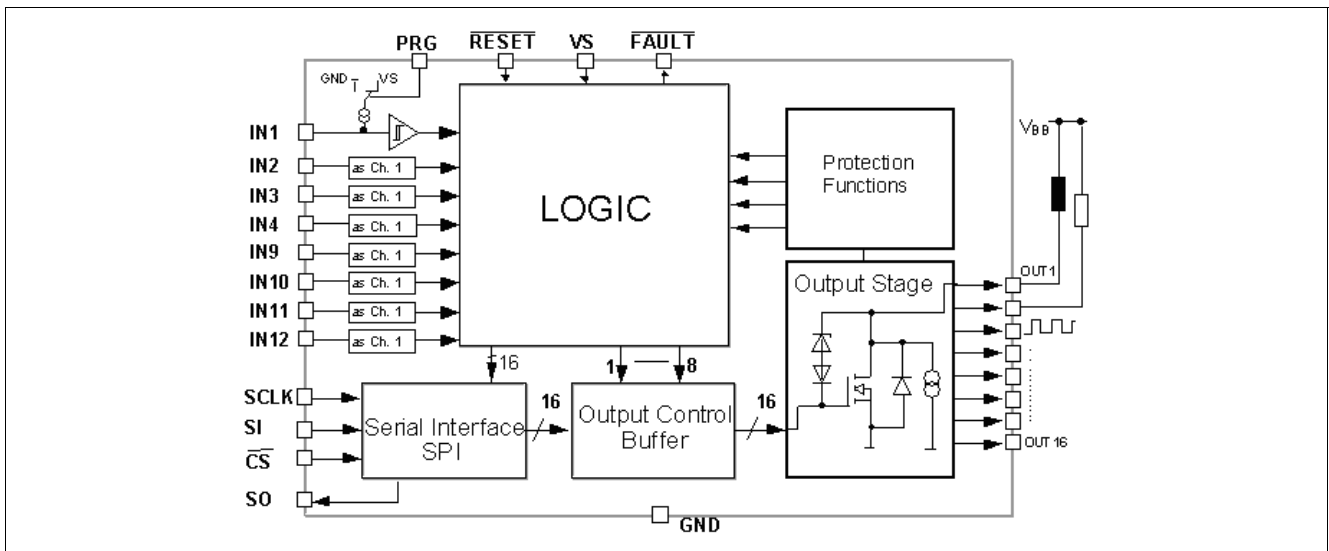 PRG
RESET
VS
FAULT
GND
VS
IN1
IN2
as Ch. 1
IN3
as Ch. 1
IN4
as Ch. 1
IN9
as Ch. 1
IN10
as Ch. 1
IN11
as Ch. 1
IN12
as Ch. 1
LOGIC
Protection
Functions
VBB
OUT1
Output Stage
16
1
8
SCLK
SI
CS
SO
Serial Interface
SPI
16
Output Control
Buffer
16
OUT 16
GND